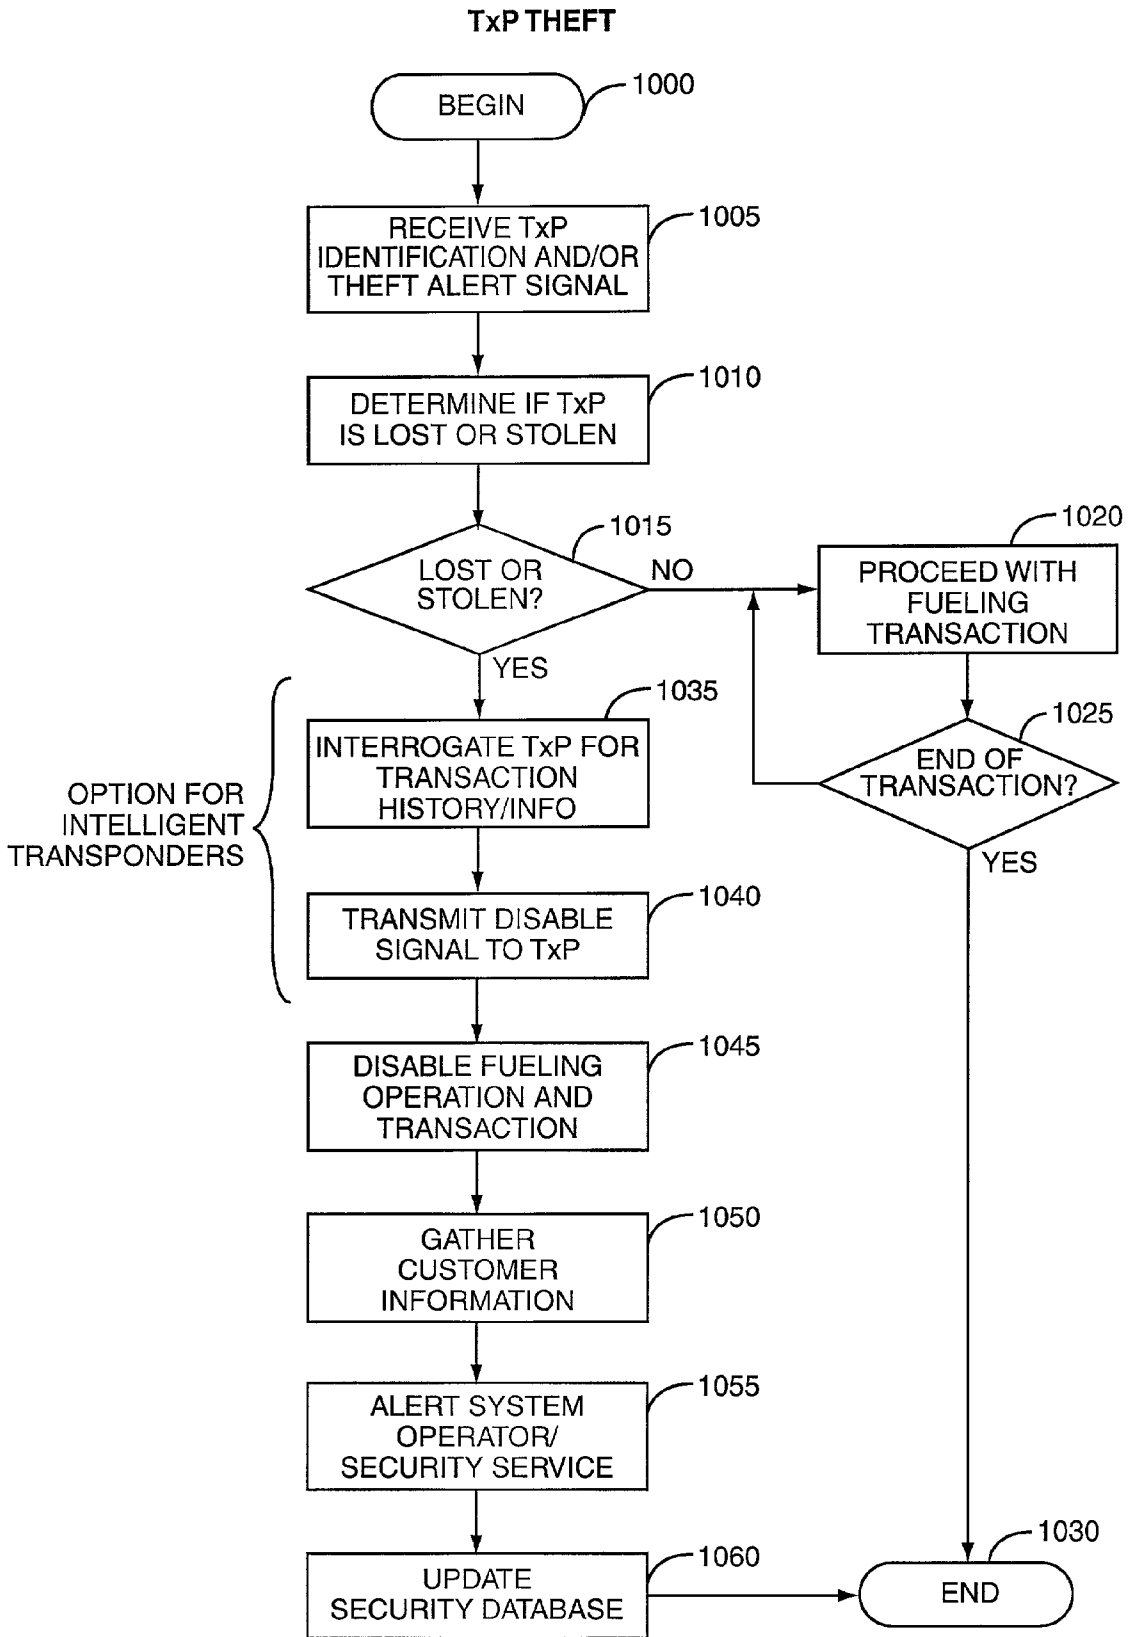 TxP THEFT
BEGIN
1000
RECEIVE TxP
IDENTIFICATION AND/OR
THEFT ALERT SIGNAL
1005
DETERMINE IF TxP
IS LOST OR STOLEN
1010
LOST OR
STOLEN?
1015
NO
YES
PROCEED WITH
FUELING
TRANSACTION
1020
END OF
TRANSACTION?
1025
YES
OPTION FOR
INTELLIGENT
TRANSPONDERS
INTERROGATE TxP FOR
TRANSACTION
HISTORY/INFO
1035
TRANSMIT DISABLE
SIGNAL TO TxP
1040
DISABLE FUELING
OPERATION AND
TRANSACTION
1045
GATHER
CUSTOMER
INFORMATION
1050
ALERT SYSTEM
OPERATOR/
SECURITY SERVICE
1055
UPDATE
SECURITY DATABASE
1060
END
1030